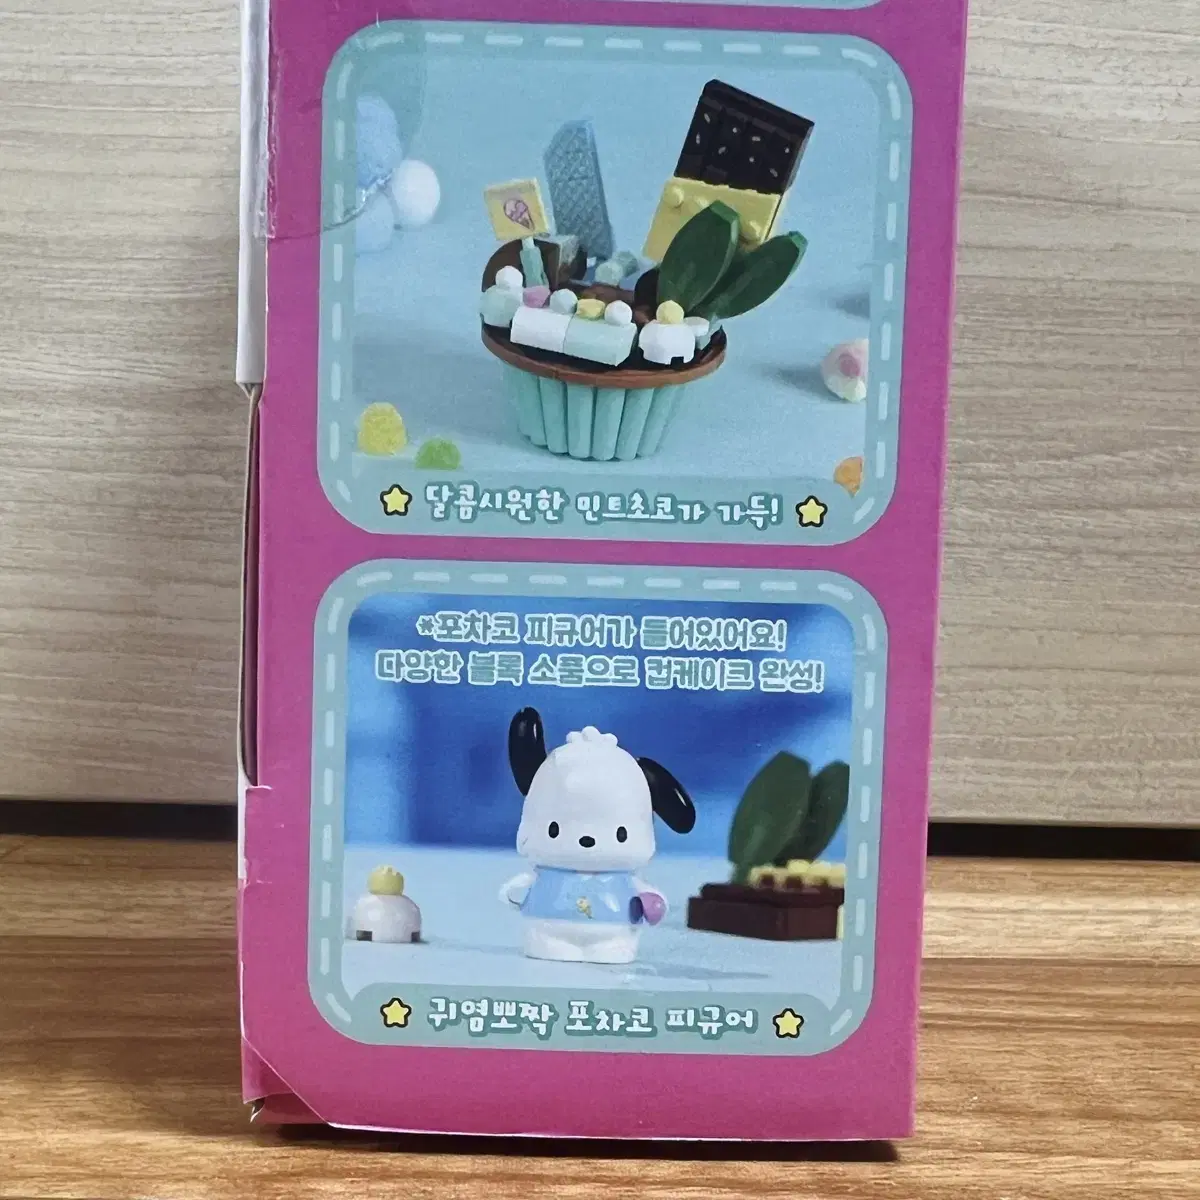 달콤시원한 민트초코가 가득!
*포차코 피규어가 들어있어요!
다양한 블록 소품으로 컵케이크 완성!
귀염뽀짝 포차코 피규어